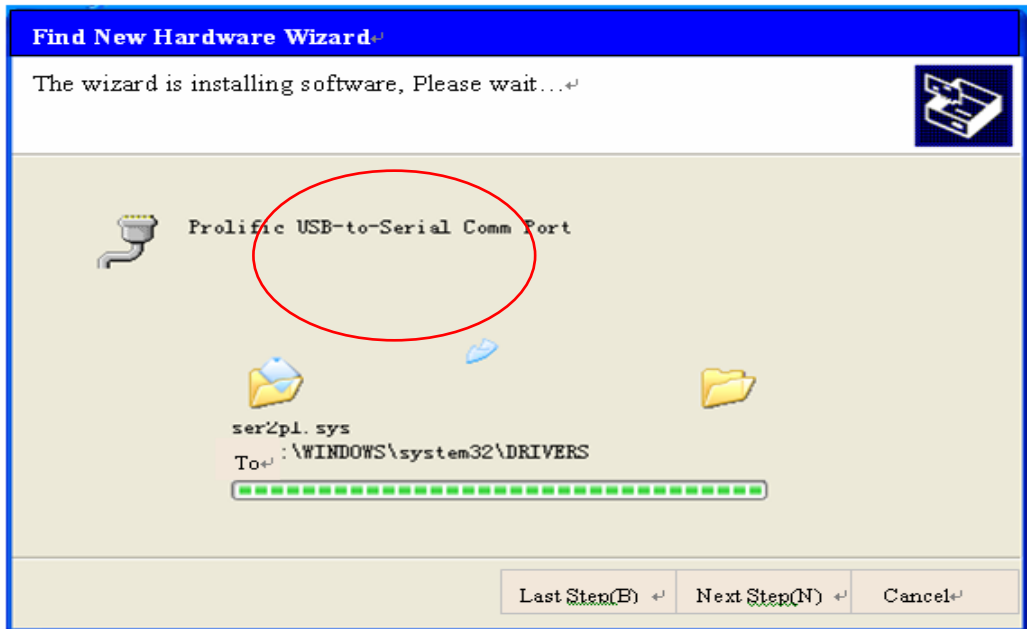 Find New Hardware Wizard↵
The wizard is installing software, Please wait...↵
Prolific USB-to-Serial Comm Port
ser2pl.sys
To↵ :\WINDOWS\system32\DRIVERS
Last Step(B) ↵ Next Step(N) ↵ Cancel↵